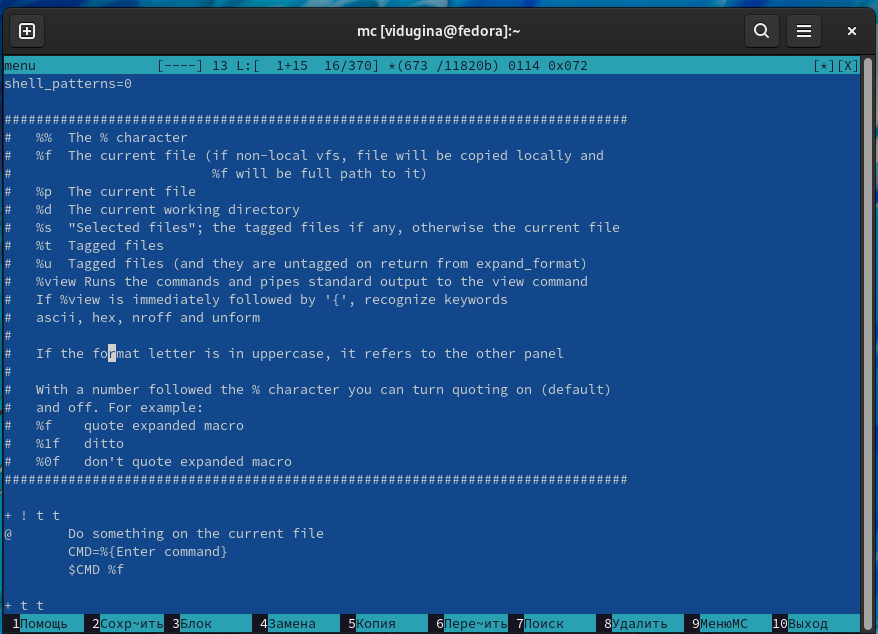 mc [vidugina@fedora]:~
menu               [----] 13 L:[  1+15  16/370] *(673 /11820b) 0114 0x072                            [*][X]
shell_patterns=0
##############################################################################
#   %%  The % character
#   %f  The current file (if non-local vfs, file will be copied locally and
#                         %f will be full path to it)
#   %p  The current file
#   %d  The current working directory
#   %s  "Selected files"; the tagged files if any, otherwise the current file
#   %t  Tagged files
#   %u  Tagged files (and they are untagged on return from expand_format)
#   %view Runs the commands and pipes standard output to the view command
#   If %view is immediately followed by '{', recognize keywords
#   ascii, hex, nroff and unform
#
#   If the format letter is in uppercase, it refers to the other panel
#
#   With a number followed the % character you can turn quoting on (default)
#   and off. For example:
#   %f    quote expanded macro
#   %1f   ditto
#   %0f   don't quote expanded macro
##############################################################################
+ ! t t
@       Do something on the current file
        CMD=%{Enter command}
        $CMD %f
+ t t
1Помощь 2Сохр~ить 3Блок 4Замена 5Копия 6Пере~ить 7Поиск 8Удалить 9МенюМС 10Выход